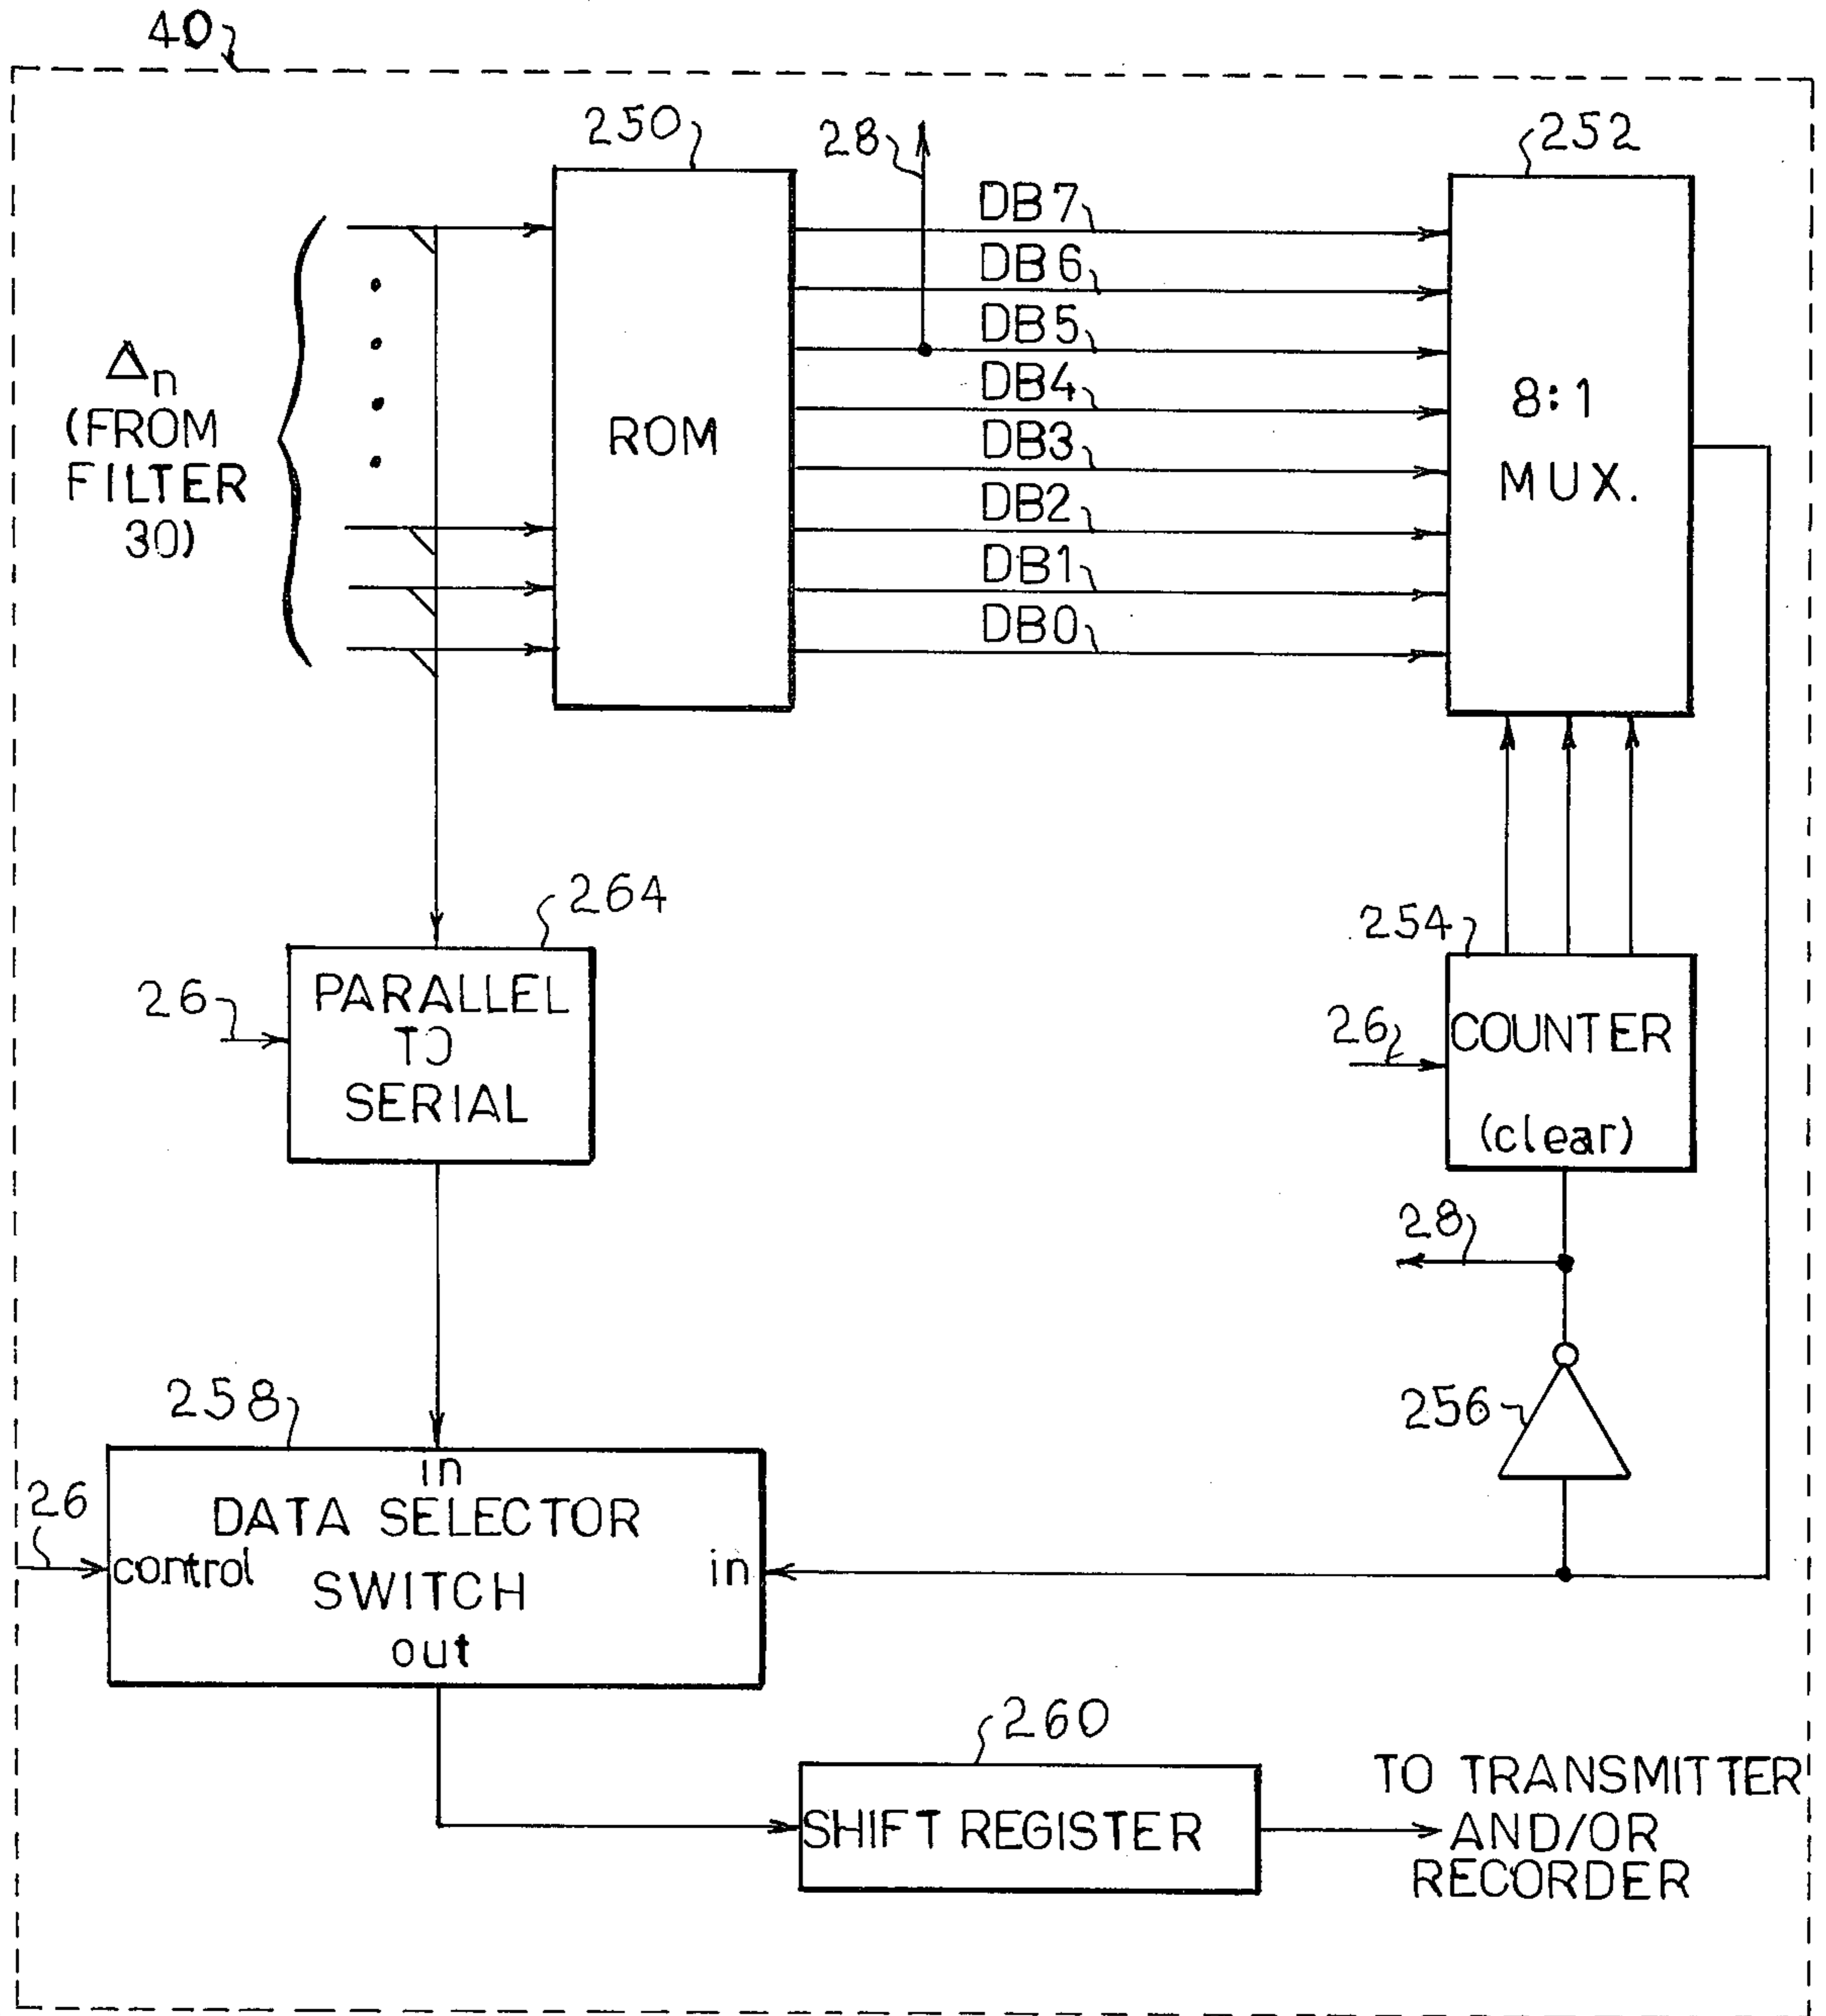 40
250
28
252
DB7
DB6
DB5
DB4
DB3
DB2
DB1
DB0
Δn
(FROM
FILTER
30)
ROM
8:1
MUX.
264
254
26
PARALLEL
TO
SERIAL
26
COUNTER
(clear)
28
258
256
in
26
DATA SELECTOR
control
in
SWITCH
out
260
SHIFT REGISTER
TO TRANSMITTER
AND/OR
RECORDER